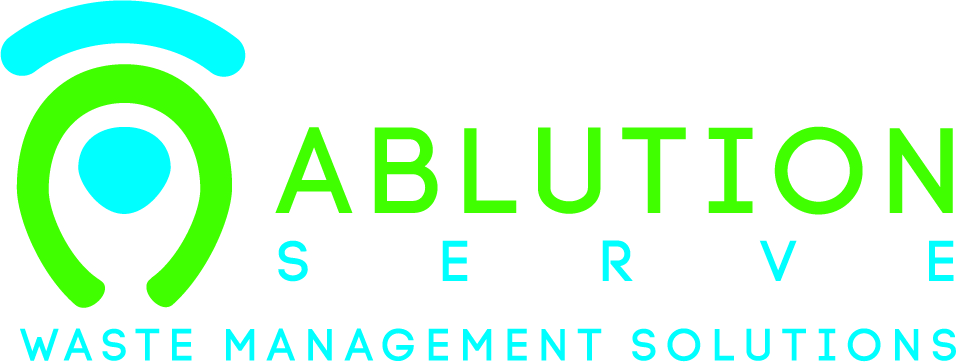 ABLUTION
SERVE
WASTE MANAGEMENT SOLUTIONS